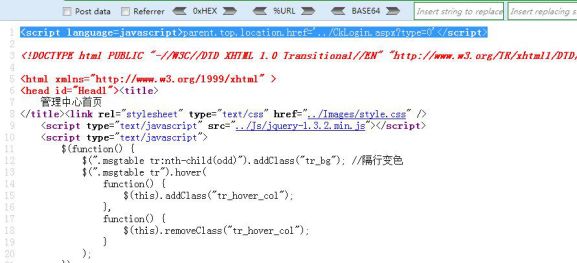 Post data Referrer 0xHEX %URL BASE64 Insert string to replace Insert replacing s
1 <script language=javascript>parent.top.location.href='../CkLogin.aspx?type=0'</script>
2
3 <!DOCTYPE html PUBLIC "-//W3C//DTD XHTML 1.0 Transitional//EN" "http://www.w3.org/TR/xhtml1/DTD/
4
5 <html xmlns="http://www.w3.org/1999/xhtml" >
6 <head id="Head1"><title>
7 管理中心首页
8 </title><link rel="stylesheet" type="text/css" href="../Images/style.css" />
9 <script type="text/javascript" src="../Js/jquery-1.3.2.min.js"></script>
10 <script type="text/javascript">
11 $(function() {
12 $(".msgtable tr:nth-child(odd)").addClass("tr_bg"); //隔行变色
13 $(".msgtable tr").hover(
14 function() {
15 $(this).addClass("tr_hover_col");
16 },
17 function() {
18 $(this).removeClass("tr_hover_col");
19 }
20 );